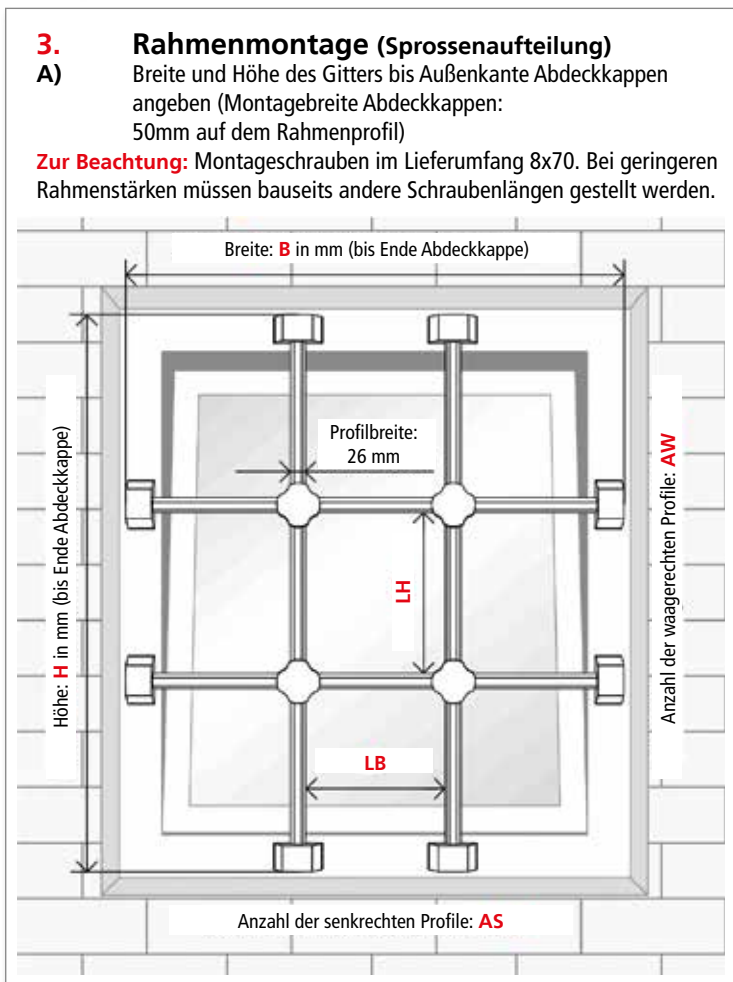 3. Rahmenmontage (Sprossenaufteilung)
A) Breite und Höhe des Gitters bis Außenkante Abdeckkappen
angeben (Montagebreite Abdeckkappen:
50mm auf dem Rahmenprofil)
Zur Beachtung: Montageschrauben im Lieferumfang 8x70. Bei geringeren
Rahmenstärken müssen bauseits andere Schraubenlängen gestellt werden.
Breite: B in mm (bis Ende Abdeckkappe)
Profilbreite:
26 mm
Höhe: H in mm (bis Ende Abdeckkappe)
LH
Anzahl der waagerechten Profile: AW
LB
Anzahl der senkrechten Profile: AS